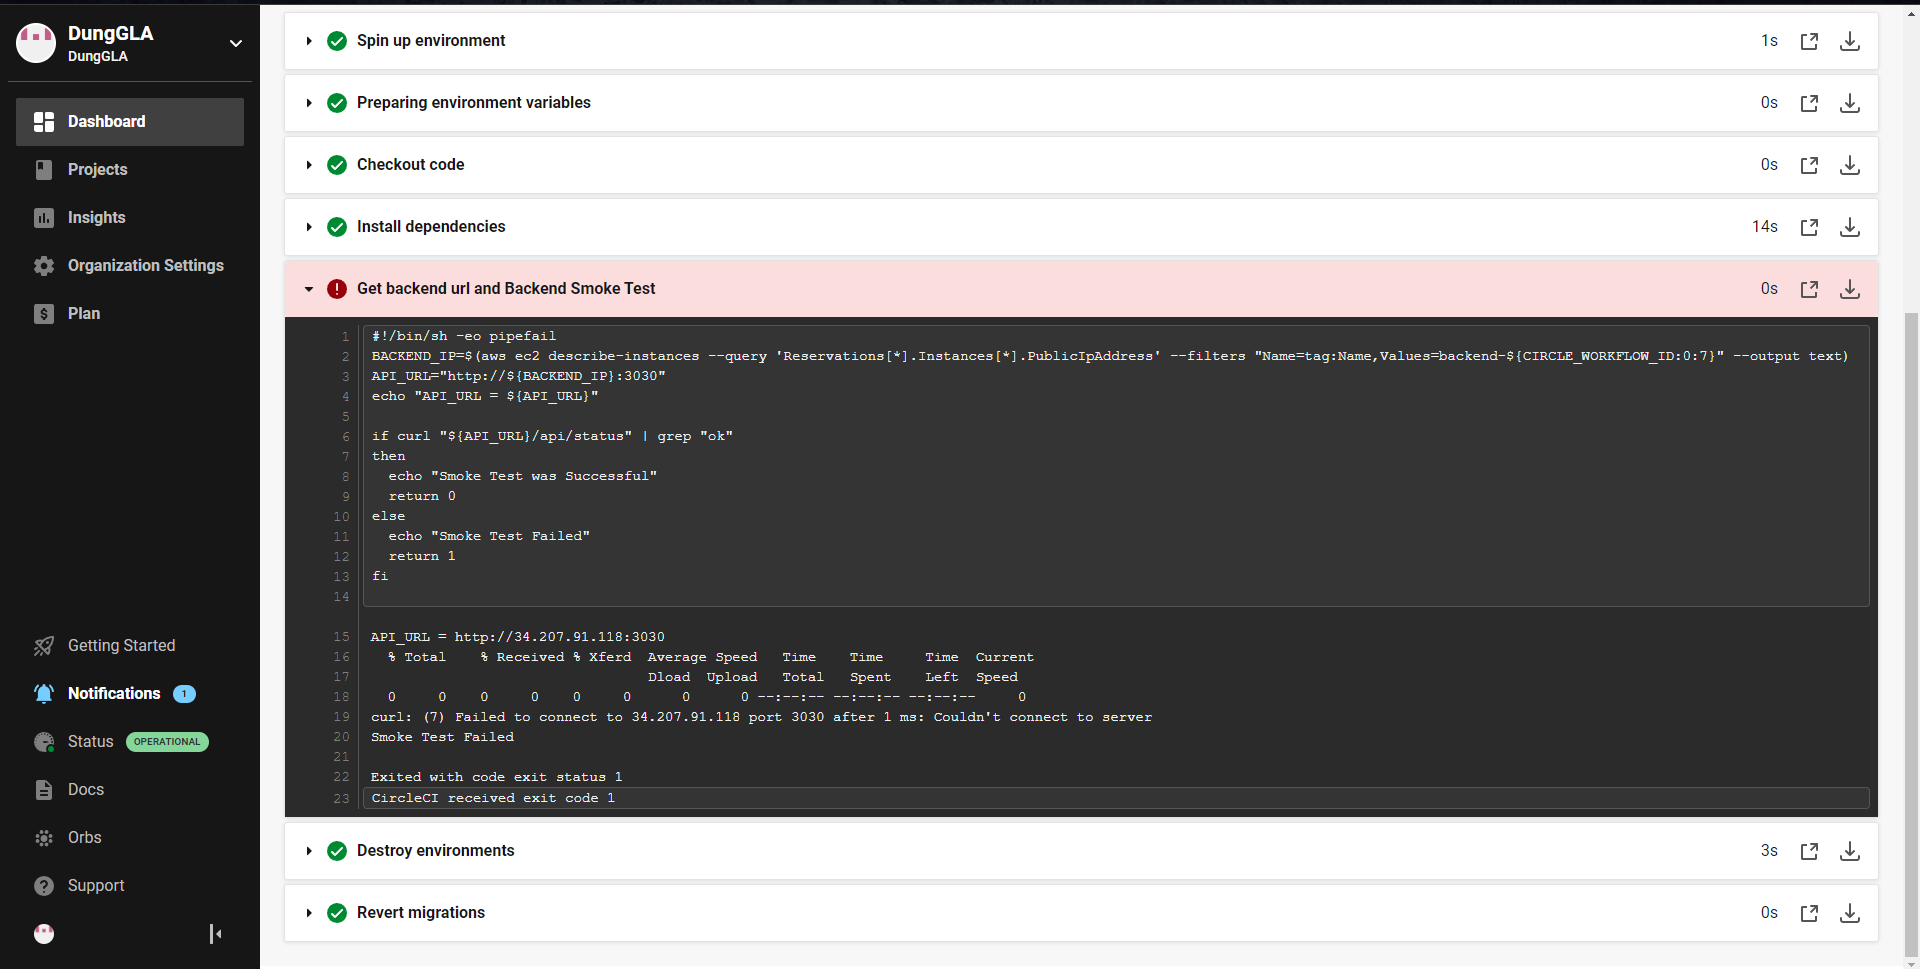 DungGLA
DungGLA
Dashboard
Projects
Insights
Organization Settings
$ Plan
Getting Started
Notifications 1
Status OPERATIONAL
Docs
Orbs
? Support
Spin up environment 1s
Preparing environment variables 0s
Checkout code 0s
Install dependencies 14s
! Get backend url and Backend Smoke Test 0s
1 #!/bin/sh -eo pipefail
2 BACKEND_IP=$(aws ec2 describe-instances --query 'Reservations[*].Instances[*].PublicIpAddress' --filters "Name=tag:Name,Values=backend-${CIRCLE_WORKFLOW_ID:0:7}" --output text)
3 API_URL="http://${BACKEND_IP}:3030"
4 echo "API_URL = ${API_URL}"
5
6 if curl "${API_URL}/api/status" | grep "ok"
7 then
8   echo "Smoke Test was Successful"
9   return 0
10 else
11   echo "Smoke Test Failed"
12   return 1
13 fi
14
15 API_URL = http://34.207.91.118:3030
16   % Total    % Received % Xferd  Average Speed   Time    Time     Time  Current
17                                  Dload  Upload   Total   Spent    Left  Speed
18   0     0    0     0    0     0      0      0 --:--:-- --:--:-- --:--:--     0
19 curl: (7) Failed to connect to 34.207.91.118 port 3030 after 1 ms: Couldn't connect to server
20 Smoke Test Failed
21
22 Exited with code exit status 1
23 CircleCI received exit code 1
Destroy environments 3s
Revert migrations 0s